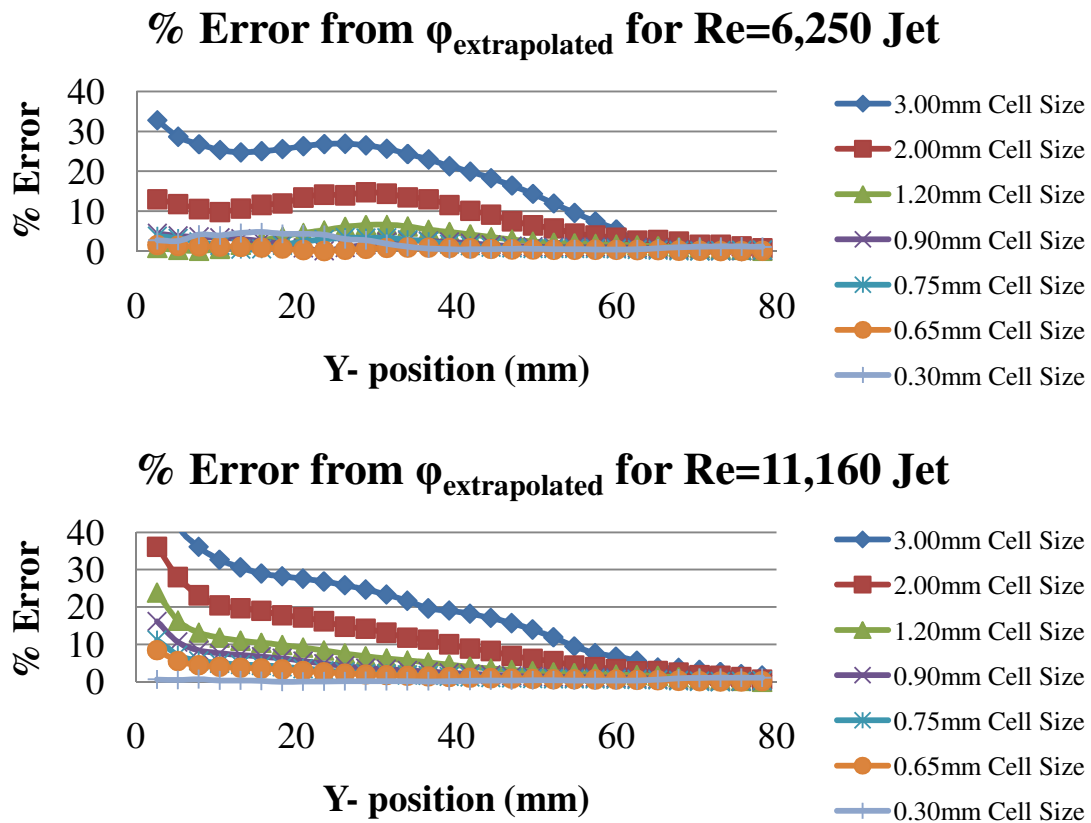 % Error from φextrapolated for Re=6,250 Jet
% Error
40
30
20
10
0
0 20 40 60 80
Y- position (mm)
3.00mm Cell Size
2.00mm Cell Size
1.20mm Cell Size
0.90mm Cell Size
0.75mm Cell Size
0.65mm Cell Size
0.30mm Cell Size
% Error from φextrapolated for Re=11,160 Jet
% Error
40
30
20
10
0
0 20 40 60 80
Y- position (mm)
3.00mm Cell Size
2.00mm Cell Size
1.20mm Cell Size
0.90mm Cell Size
0.75mm Cell Size
0.65mm Cell Size
0.30mm Cell Size